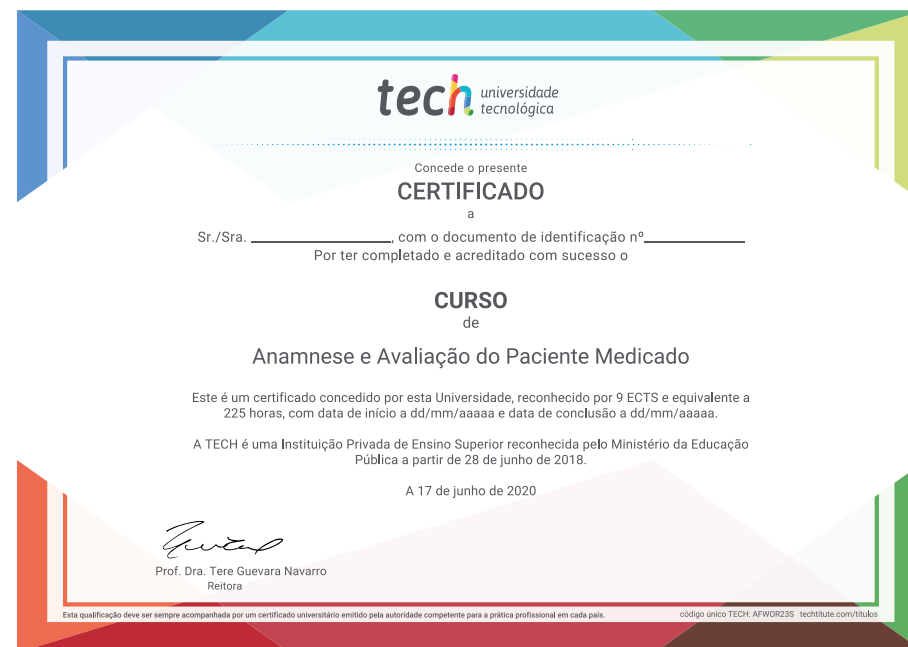 tech universidade
tecnológica
Concede o presente
CERTIFICADO
a
Sr./Sra. ____________________, com o documento de identificação nº______________
Por ter completado e acreditado com sucesso o
CURSO
de
Anamnese e Avaliação do Paciente Medicado
Este é um certificado concedido por esta Universidade, reconhecido por 9 ECTS e equivalente a
225 horas, com data de início a dd/mm/aaaaa e data de conclusão a dd/mm/aaaaa.
A TECH é uma Instituição Privada de Ensino Superior reconhecida pelo Ministério da Educação
Pública a partir de 28 de junho de 2018.
A 17 de junho de 2020
Prof. Dra. Tere Guevara Navarro
Reitora
Esta qualificação deve ser sempre acompanhada por um certificado universitário emitido pela autoridade competente para a prática profissional em cada país.
código único TECH: AFWOR23S techtitute.com/titulos